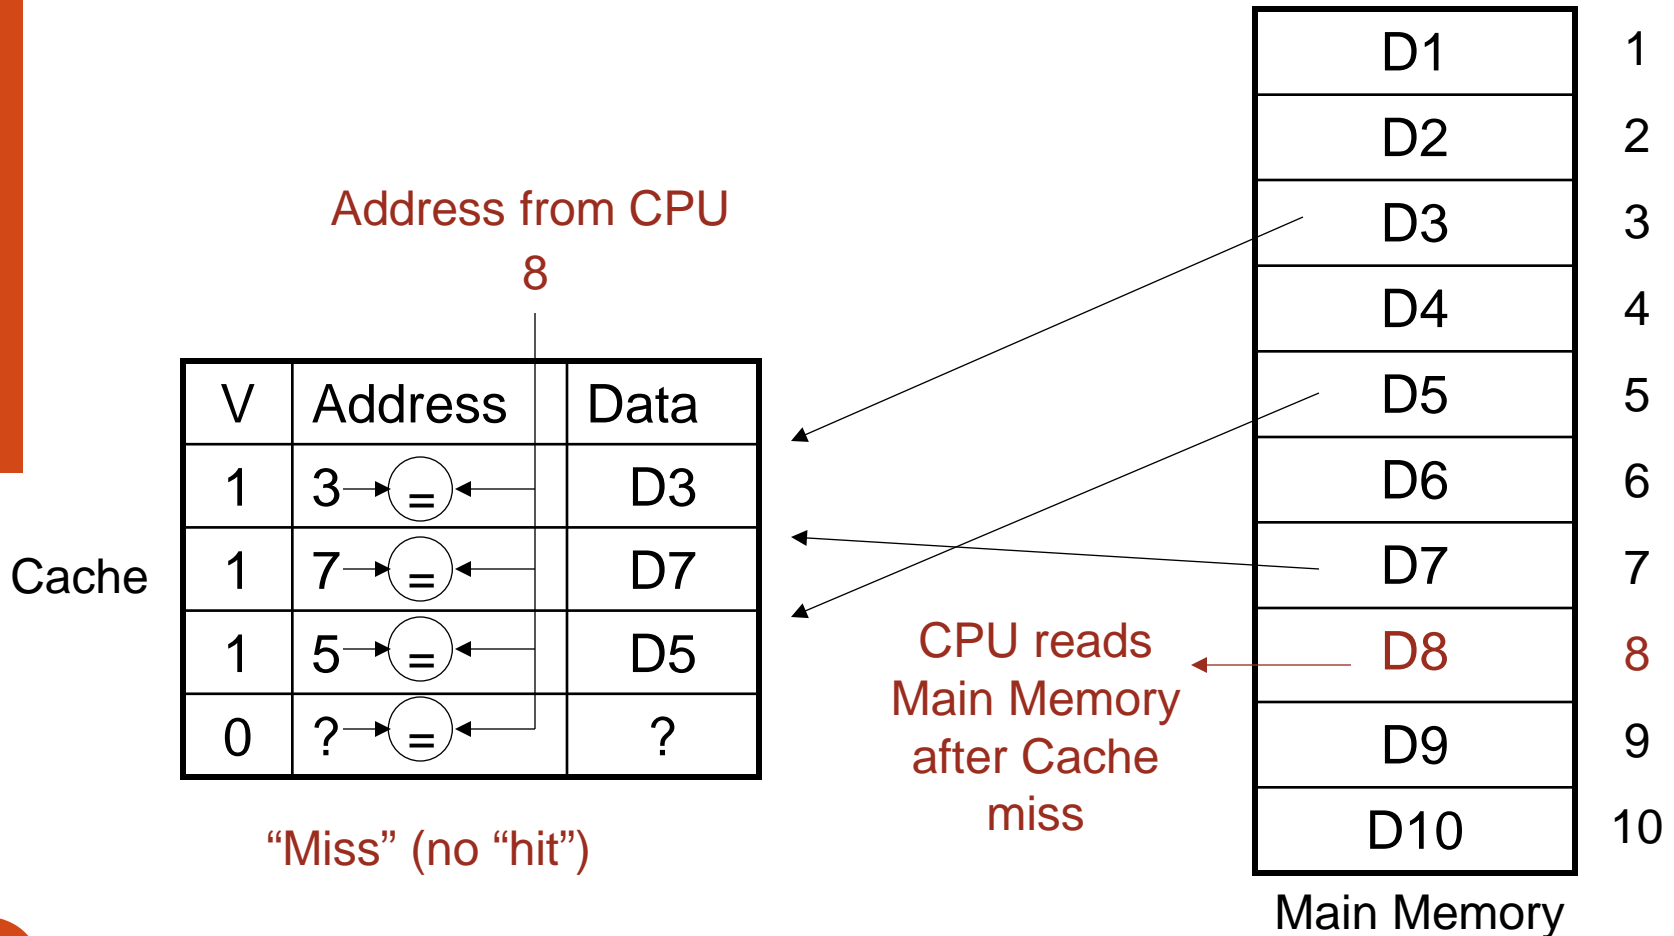 Address from CPU
8
Cache
V Address Data
1 3 = D3
1 7 = D7
1 5 = D5
0 ? = ?
“Miss” (no “hit”)
CPU reads
Main Memory
after Cache
miss
D1 1
D2 2
D3 3
D4 4
D5 5
D6 6
D7 7
D8 8
D9 9
D10 10
Main Memory